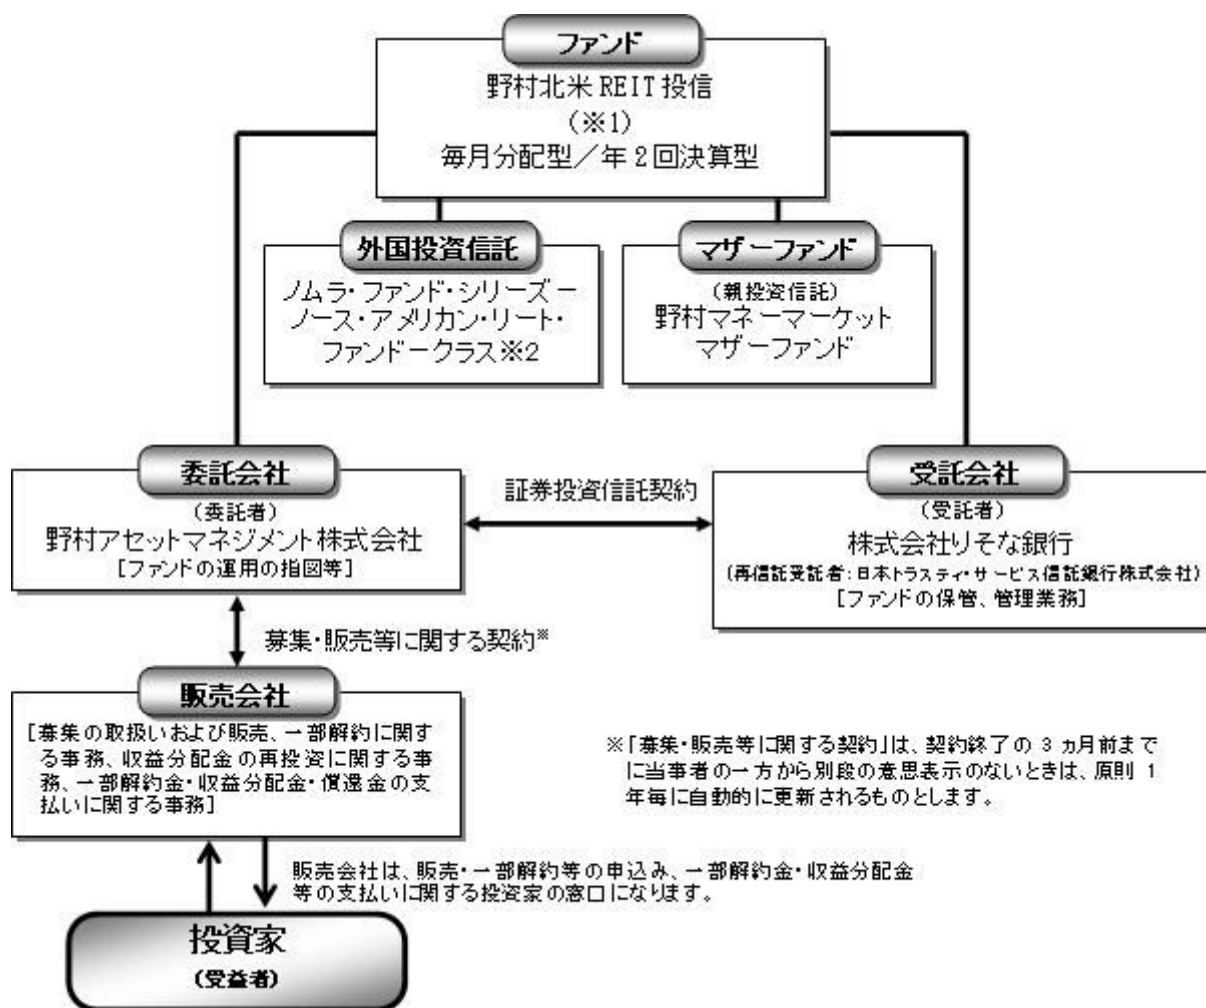 ファンド
野村北米 REIT 投信
(※1)
毎月分配型／年 2 回決算型
外国投資信託
ノムラ・ファンド・シリーズ－
ノース・アメリカン・リート・
ファンド－クラス※2
マザーファンド
(親投資信託)
野村マネーマーケット
マザーファンド
委託会社
(委託者)
野村アセットマネジメント株式会社
[ファンドの運用の指図等]
証券投資信託契約
受託会社
(受託者)
株式会社りそな銀行
(再信託受託者:日本トラスティ・サービス信託銀行株式会社)
[ファンドの保管、管理業務]
募集・販売等に関する契約※
販売会社
[募集の取扱いおよび販売、一部解約に関す
る事務、収益分配金の再投資に関する事
務、一部解約金・収益分配金・償還金の支
払いに関する事務]
※「募集・販売等に関する契約」は、契約終了の 3 ヵ月前まで
に当事者の一方から別段の意思表示のないときは、原則 1
年毎に自動的に更新されるものとします。
販売会社は、販売・一部解約等の申込み、一部解約金・収益分配金
等の支払いに関する投資家の窓口になります。
投資家
(受益者)